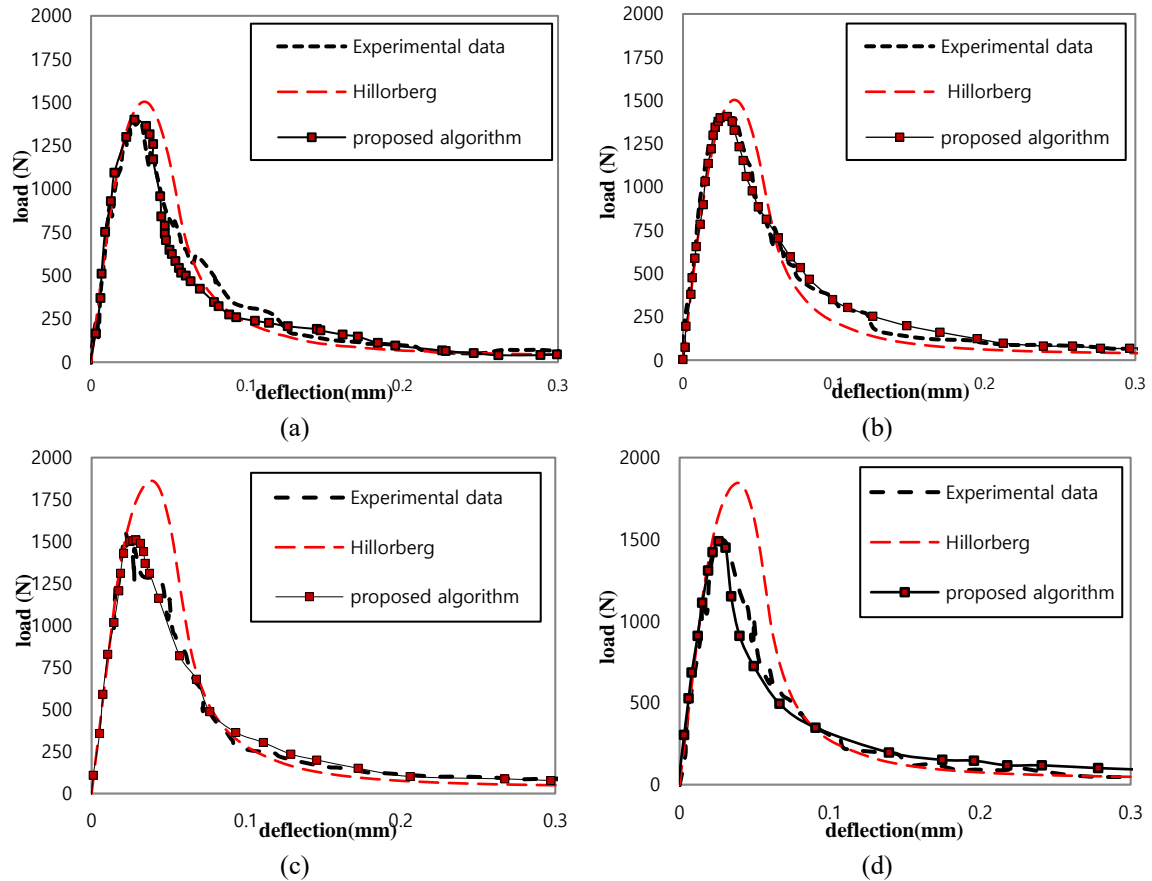 2000
1750
1500
1250
1000
750
500
250
0
load (N)
Experimental data
Hillorberg
proposed algorithm
0
0.1
0.2
0.3
deflection(mm)
(a)
2000
1750
1500
1250
1000
750
500
250
0
load (N)
Experimental data
Hillorberg
proposed algorithm
0
0.1
0.2
0.3
deflection(mm)
(b)
2000
1750
1500
1250
1000
750
500
250
0
load (N)
Experimental data
Hillorberg
proposed algorithm
0
0.1
0.2
0.3
deflection(mm)
(c)
2000
1500
1000
500
0
load (N)
Experimental data
Hillorberg
proposed algorithm
0
0.1
0.2
0.3
deflection(mm)
(d)